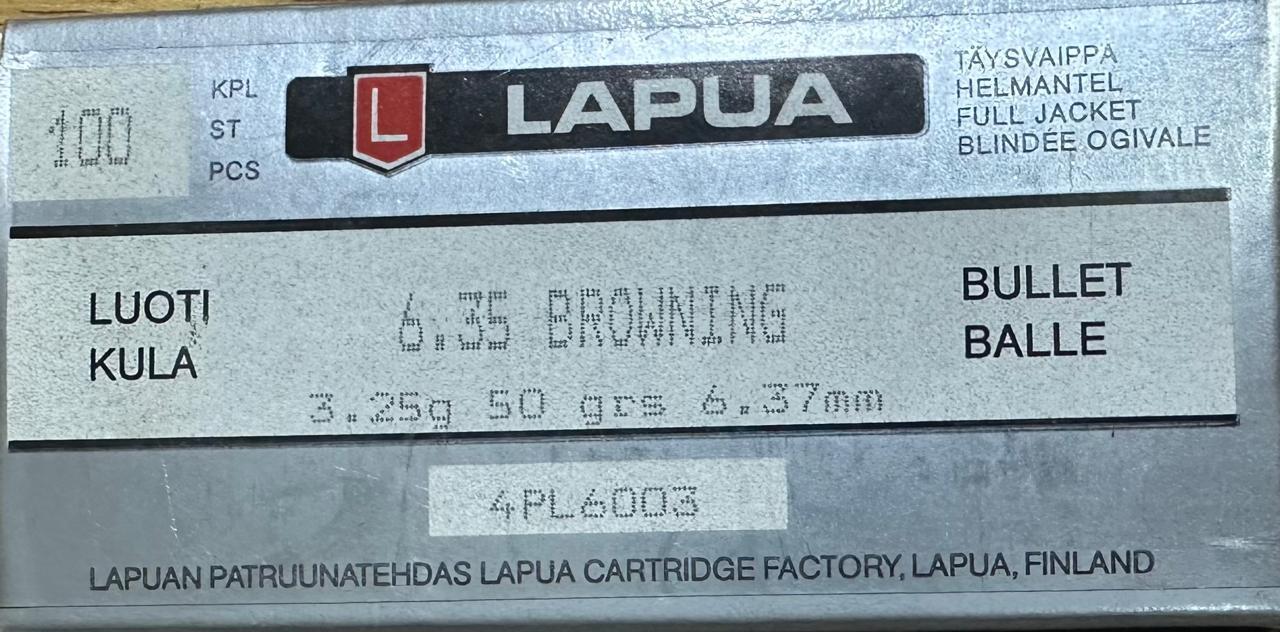 100
KPL
ST
PCS
L
LAPUA
TÄYSVAIPPA
HELMANTEL
FULL JACKET
BLINDÉE OGIVALE
LUOTI
KULA
6.35 BROWNING
3.25g 50 grs 6.37mm
BULLET
BALLE
4PL6003
LAPUAN PATRUUNATEHDAS LAPUA CARTRIDGE FACTORY, LAPUA, FINLAND